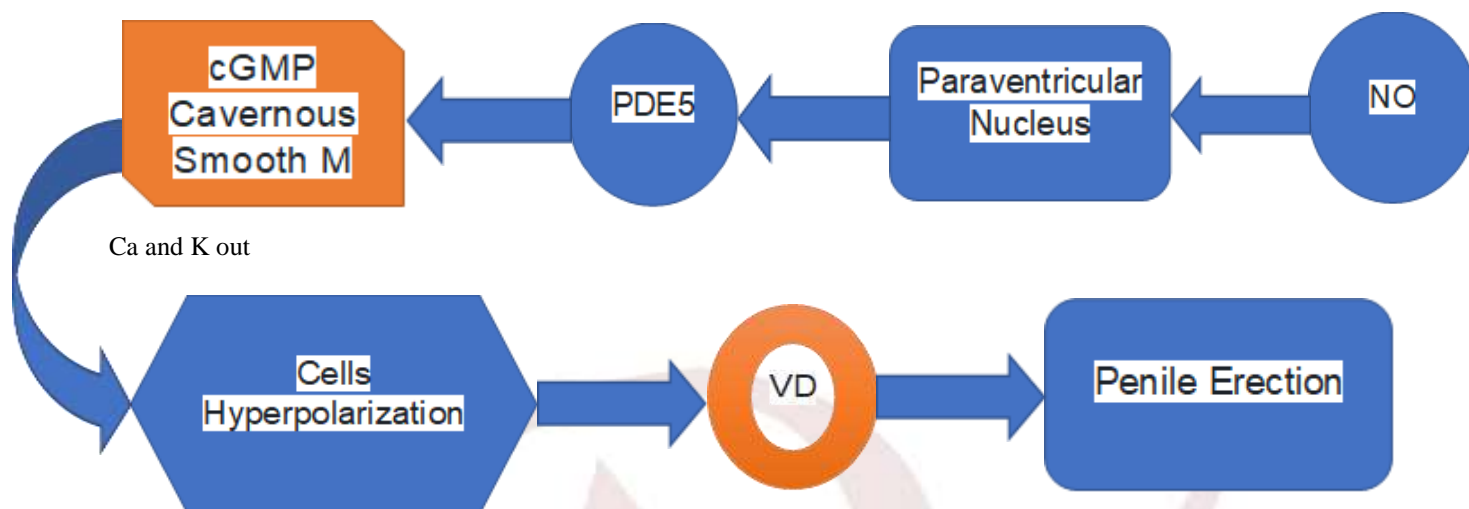 cGMP
Cavernous
Smooth M
PDE5
Paraventricular
Nucleus
NO
Ca and K out
Cells
Hyperpolarization
VD
Penile Erection